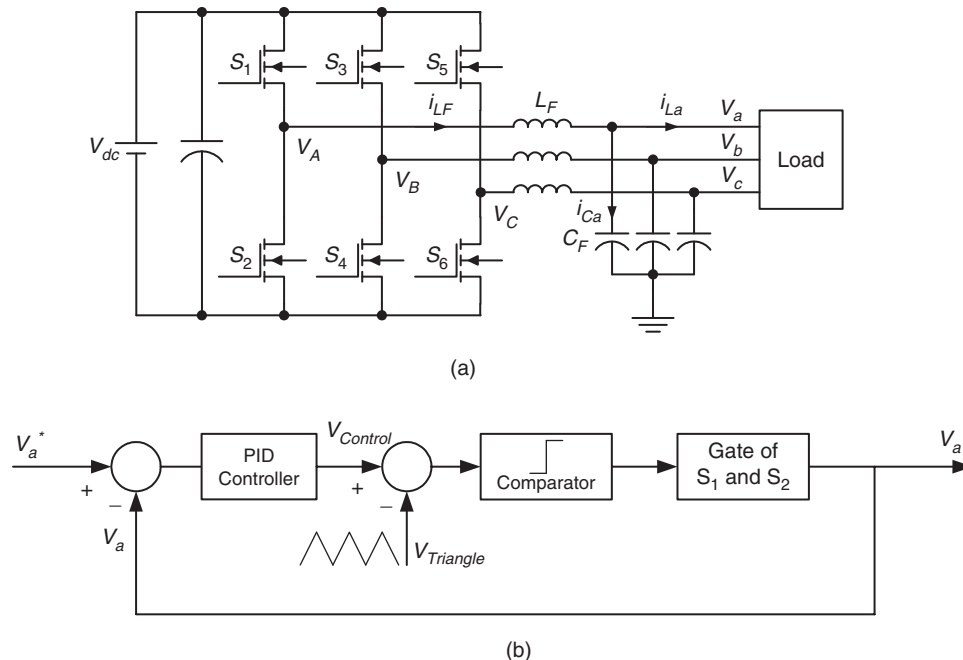 S1 S3 S5
iLF LF iLa Va
Vb
Vc
Load
Vdc
VA
VB
VC
iCa
CF
S2 S4 S6
(a)
Va* + − Va
PID
Controller
VControl
+ −
VTriangle
Comparator
Gate of
S1 and S2
Va
(b)